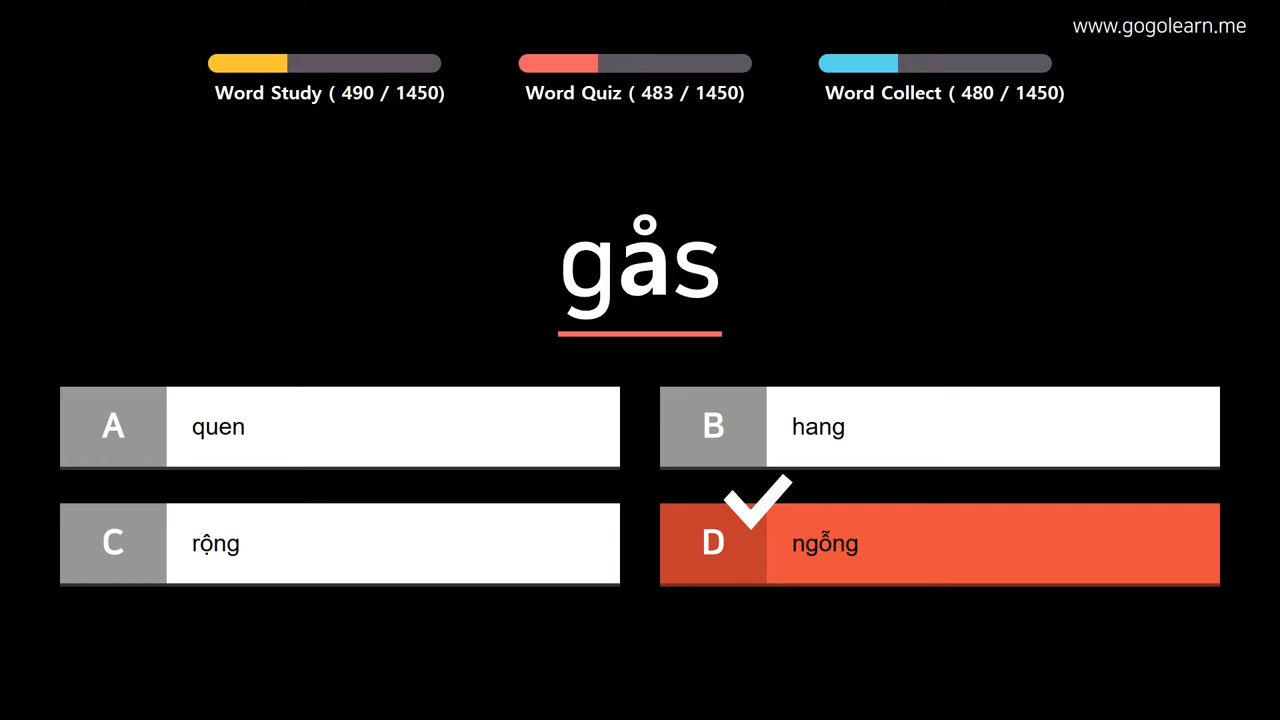 www.gogolearn.me
Word Study ( 490 / 1450)
Word Quiz ( 483 / 1450)
Word Collect ( 480 / 1450)
gås
A quen
B hang
C rộng
D ngỗng